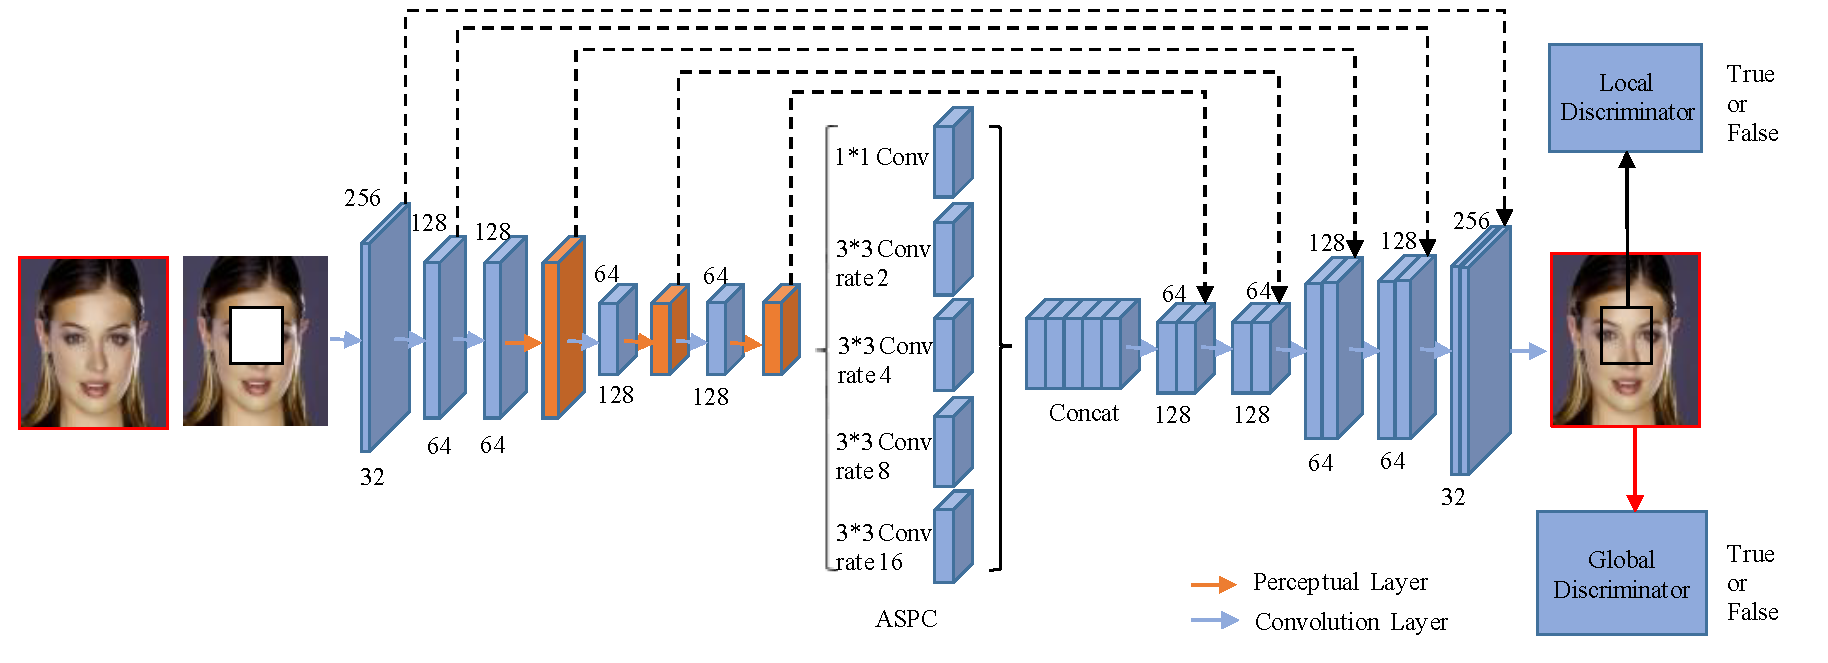 256
128
128
64
64
32
64
64
128
128
1*1 Conv
3*3 Conv
rate 2
3*3 Conv
rate 4
3*3 Conv
rate 8
3*3 Conv
rate 16
ASPC
Concat
64
64
128
128
256
128
128
64
64
32
Local
Discriminator
True
or
False
Global
Discriminator
True
or
False
Perceptual Layer
Convolution Layer